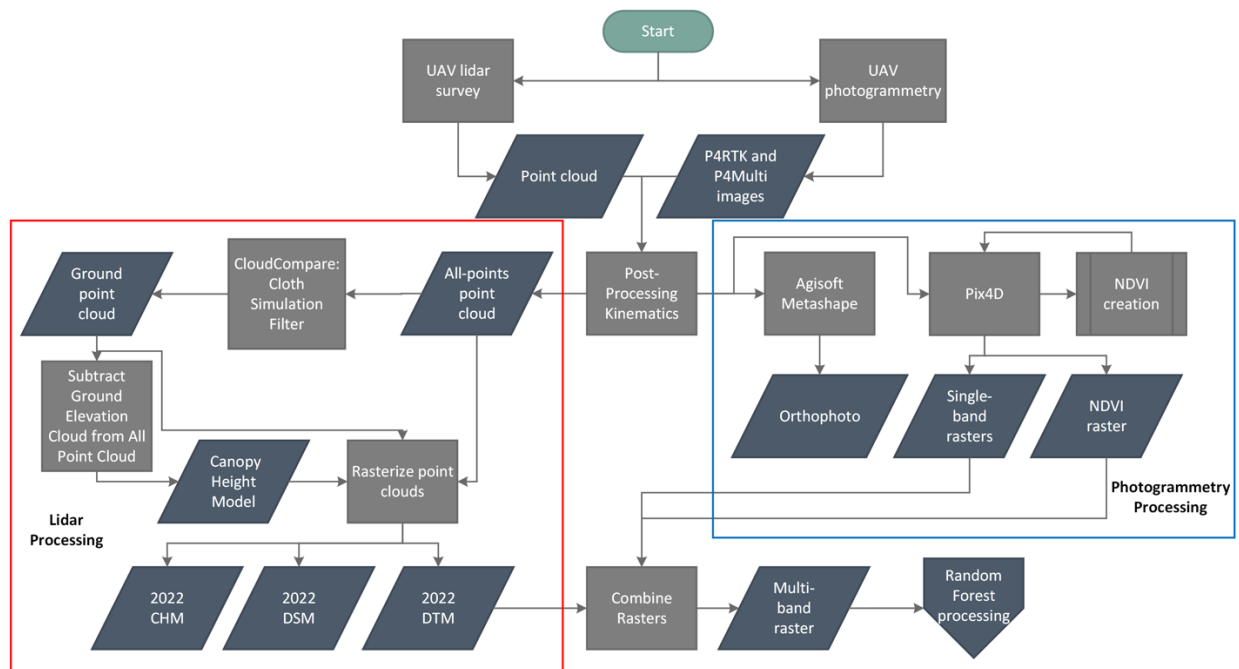 Start
UAV lidar
survey
UAV
photogrammetry
Point cloud
P4RTK and
P4Multi
images
Ground
point
cloud
CloudCompare:
Cloth
Simulation
Filter
All-points
point
cloud
Post-
Processing
Kinematics
Agisoft
Metashape
Pix4D
NDVI
creation
Subtract
Ground
Elevation
Cloud from All
Point Cloud
Canopy
Height
Model
Rasterize point
clouds
Orthophoto
Single-
band
rasters
NDVI
raster
Lidar
Processing
Photogrammetry
Processing
2022
CHM
2022
DSM
2022
DTM
Combine
Rasters
Multi-
band
raster
Random
Forest
processing